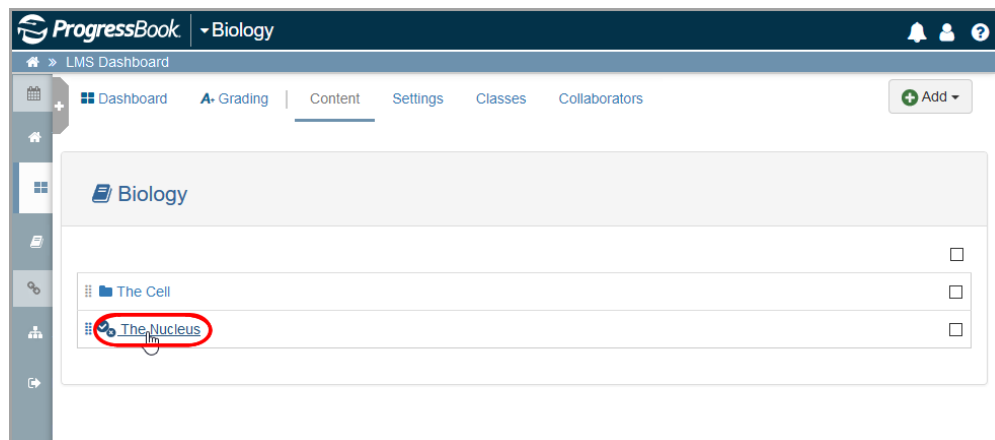 ProgressBook Biology
LMS Dashboard
Dashboard A+ Grading Content Settings Classes Collaborators Add
Biology
The Cell
The Nucleus